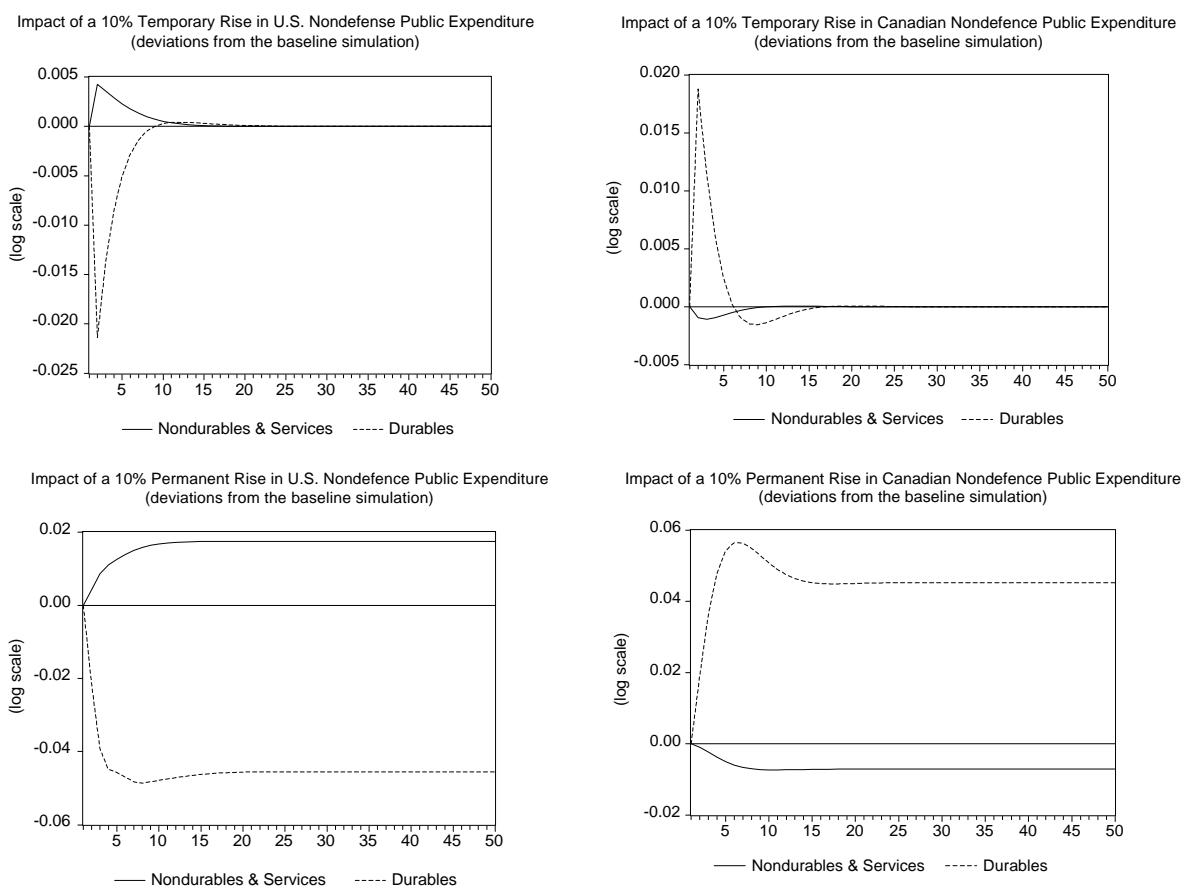 Impact of a 10% Temporary Rise in U.S. Nondefense Public Expenditure
(deviations from the baseline simulation)
0.005
0.000
-0.005
-0.010
-0.015
-0.020
-0.025
(log scale)
5 10 15 20 25 30 35 40 45 50
Nondurables & Services Durables
Impact of a 10% Temporary Rise in Canadian Nondefence Public Expenditure
(deviations from the baseline simulation)
0.020
0.015
0.010
0.005
0.000
-0.005
(log scale)
5 10 15 20 25 30 35 40 45 50
Nondurables & Services Durables
Impact of a 10% Permanent Rise in U.S. Nondefence Public Expenditure
(deviations from the baseline simulation)
0.02
0.00
-0.02
-0.04
-0.06
(log scale)
5 10 15 20 25 30 35 40 45 50
Nondurables & Services Durables
Impact of a 10% Permanent Rise in Canadian Nondefence Public Expenditure
(deviations from the baseline simulation)
0.06
0.04
0.02
0.00
-0.02
(log scale)
5 10 15 20 25 30 35 40 45 50
Nondurables & Services Durables